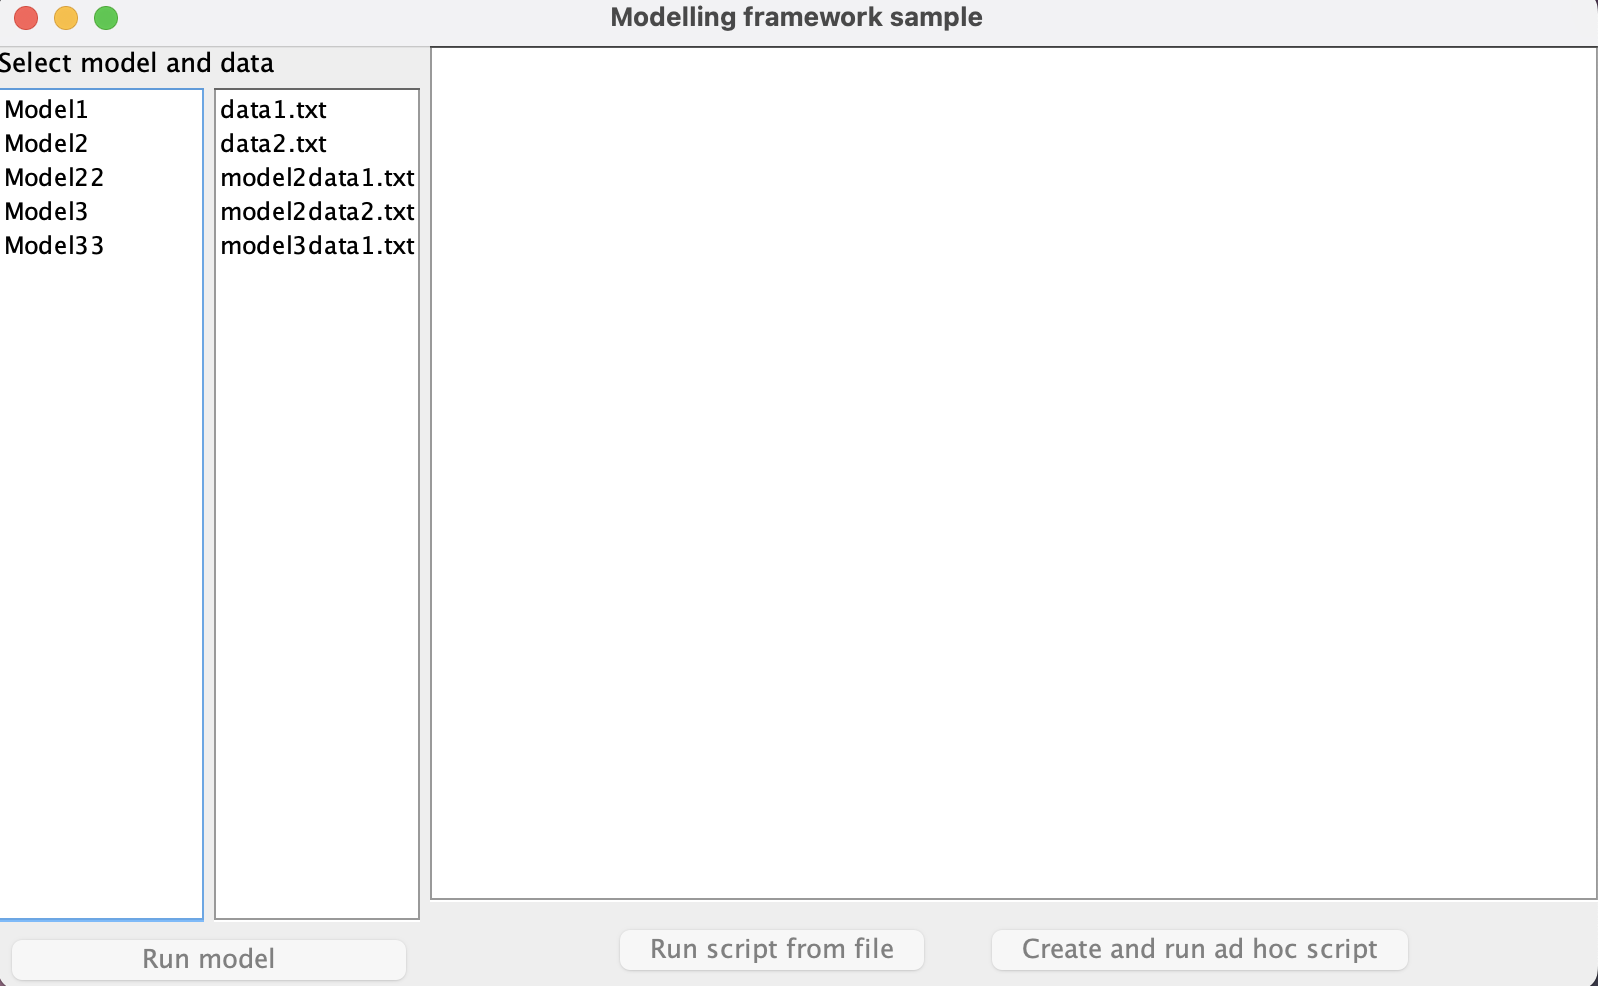 Modelling framework sample
Select model and data
Model1
Model2
Model22
Model3
Model33
data1.txt
data2.txt
model2data1.txt
model2data2.txt
model3data1.txt
Run model
Run script from file
Create and run ad hoc script